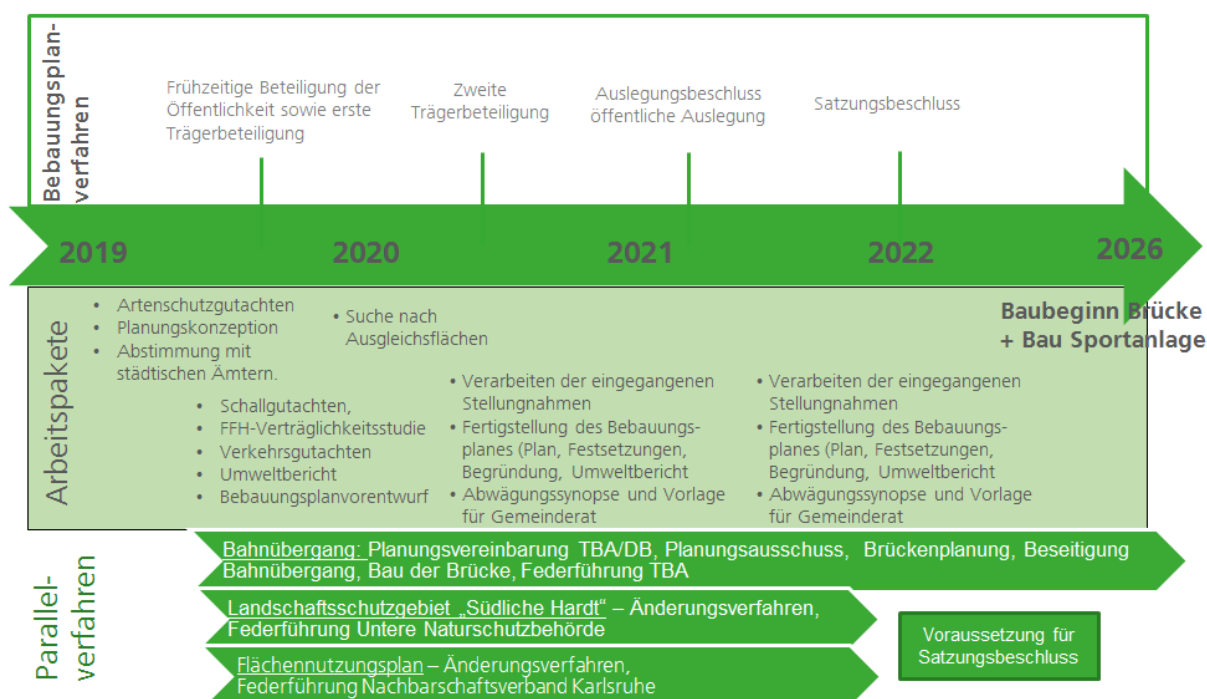 Bebauungsplan-
verfahren
Frühzeitige Beteiligung der
Öffentlichkeit sowie erste
Trägerbeteiligung
Zweite
Trägerbeteiligung
Auslegungsbeschluss
öffentliche Auslegung
Satzungsbeschluss
2019
2020
2021
2022
2026
Arbeitspakete
• Artenschutzgutachten
• Planungskonzeption
• Abstimmung mit
städtischen Ämtern.
• Schallgutachten,
• FFH-Verträglichkeitsstudie
• Verkehrsgutachten
• Umweltbericht
• Bebauungsplanvorentwurf
• Suche nach
Ausgleichsflächen
• Verarbeiten der eingegangenen
Stellungnahmen
• Fertigstellung des Bebauungs-
planes (Plan, Festsetzungen,
Begründung, Umweltbericht
• Abwägungssynopse und Vorlage
für Gemeinderat
• Verarbeiten der eingegangenen
Stellungnahmen
• Fertigstellung des Bebauungs-
planes (Plan, Festsetzungen,
Begründung, Umweltbericht
• Abwägungssynopse und Vorlage
für Gemeinderat
Baubeginn Brücke
+ Bau Sportanlage
Parallel-
verfahren
Bahnübergang: Planungsvereinbarung TBA/DB, Planungsausschuss, Brückenplanung, Beseitigung
Bahnübergang, Bau der Brücke, Federführung TBA
Landschaftsschutzgebiet „Südliche Hardt“ – Änderungsverfahren,
Federführung Untere Naturschutzbehörde
Flächennutzungsplan – Änderungsverfahren,
Federführung Nachbarschaftsverband Karlsruhe
Voraussetzung für
Satzungsbeschluss